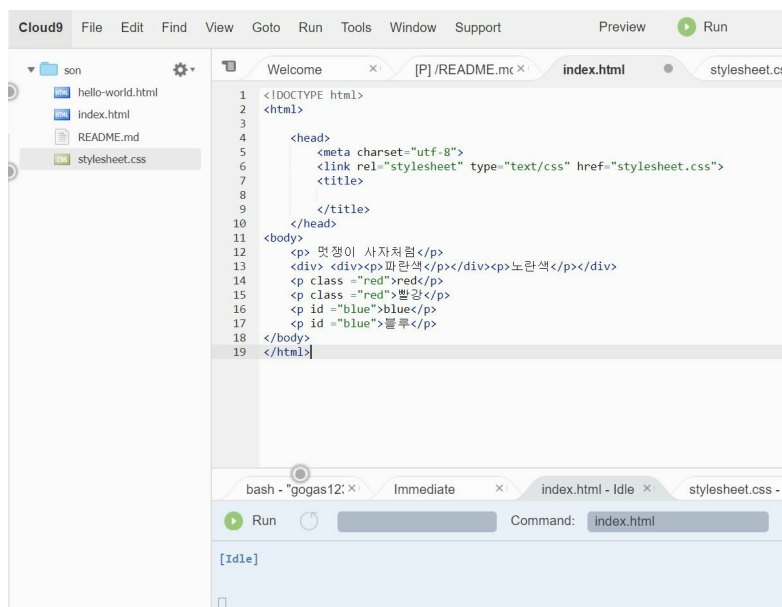 Cloud9 File Edit Find View Goto Run Tools Window Support Preview Run
son
hello-world.html
index.html
README.md
stylesheet.css
Welcome [P] /README.mc index.html stylesheet.cs
1 <!DOCTYPE html>
2 <html>
3
4 <head>
5 <meta charset="utf-8">
6 <link rel="stylesheet" type="text/css" href="stylesheet.css">
7 <title>
8
9 </title>
10 </head>
11 <body>
12 <p> 멋쟁이 사자처럼</p>
13 <div> <div><p>파란색</p></div><p>노란색</p></div>
14 <p class ="red">red</p>
15 <p class ="red">빨강</p>
16 <p id ="blue">blue</p>
17 <p id ="blue">블루</p>
18 </body>
19 </html>
bash - "gogas12: Immediate index.html - Idle stylesheet.css -
Run Command: index.html
[Idle]